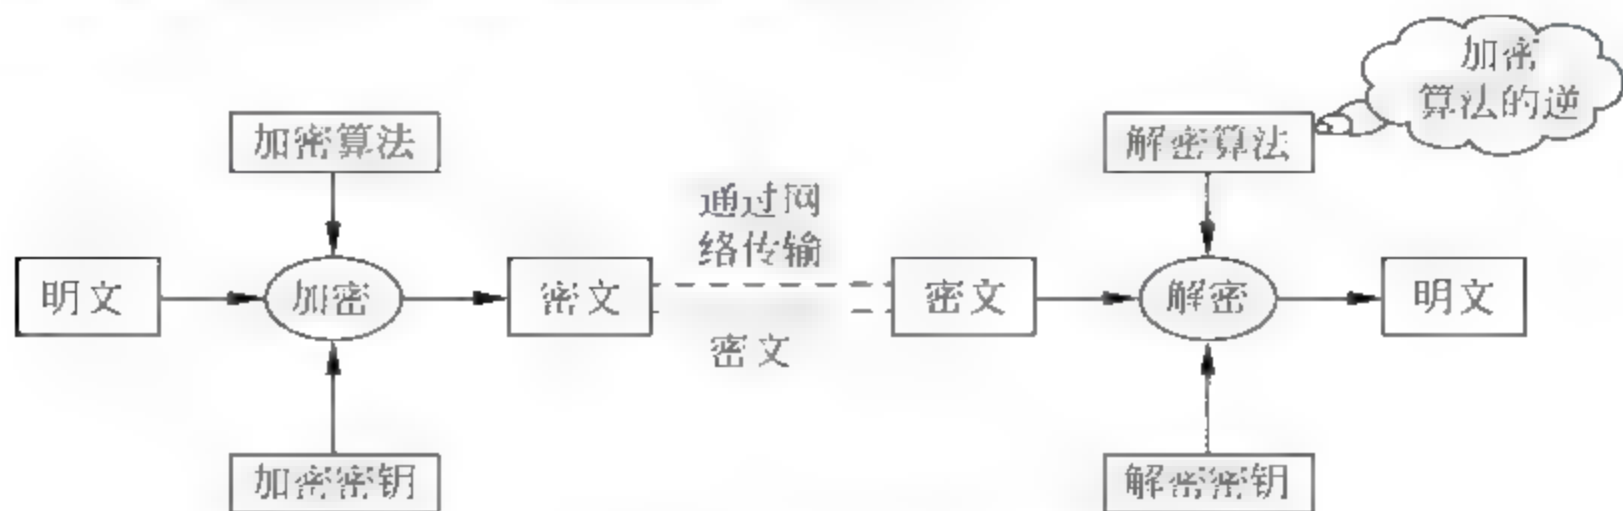 加密
算法的逆
加密算法
解密算法
通过网
络传输
明文
加密
密文
密文
解密
明文
密文
加密密钥
解密密钥